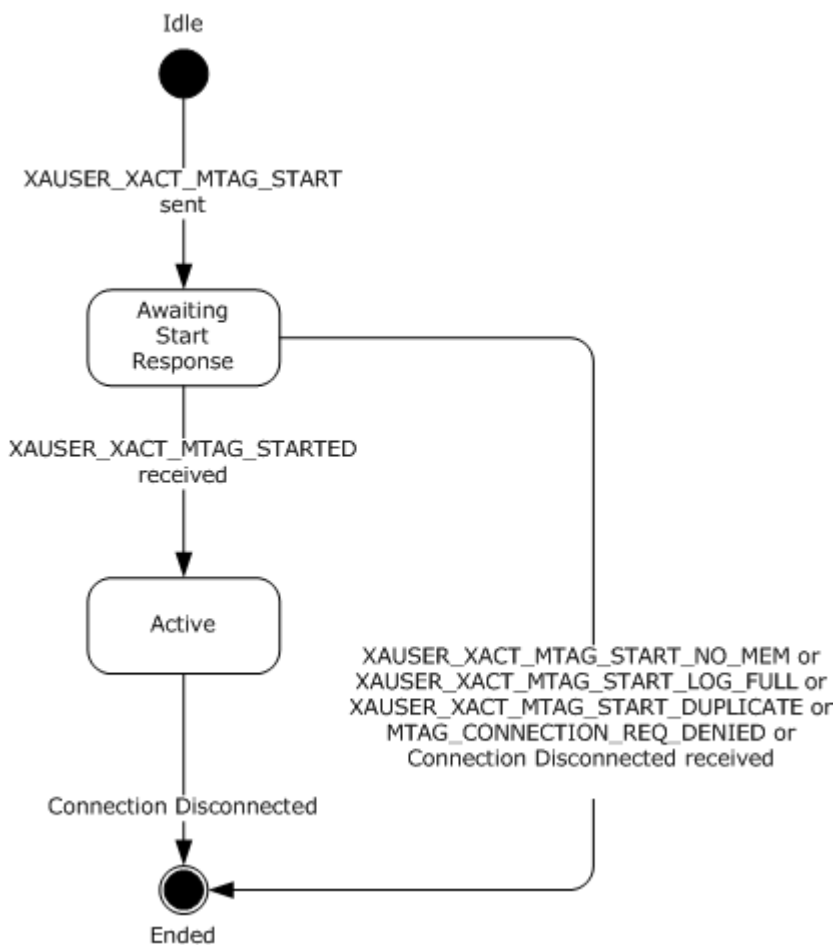 Idle
XAUSER_XACT_MTAG_START
sent
Awaiting
Start
Response
XAUSER_XACT_MTAG_STARTED
received
Active
XAUSER_XACT_MTAG_START_NO_MEM or
XAUSER_XACT_MTAG_START_LOG_FULL or
XAUSER_XACT_MTAG_START_DUPLICATE or
MTAG_CONNECTION_REQ_DENIED or
Connection Disconnected received
Connection Disconnected
Ended